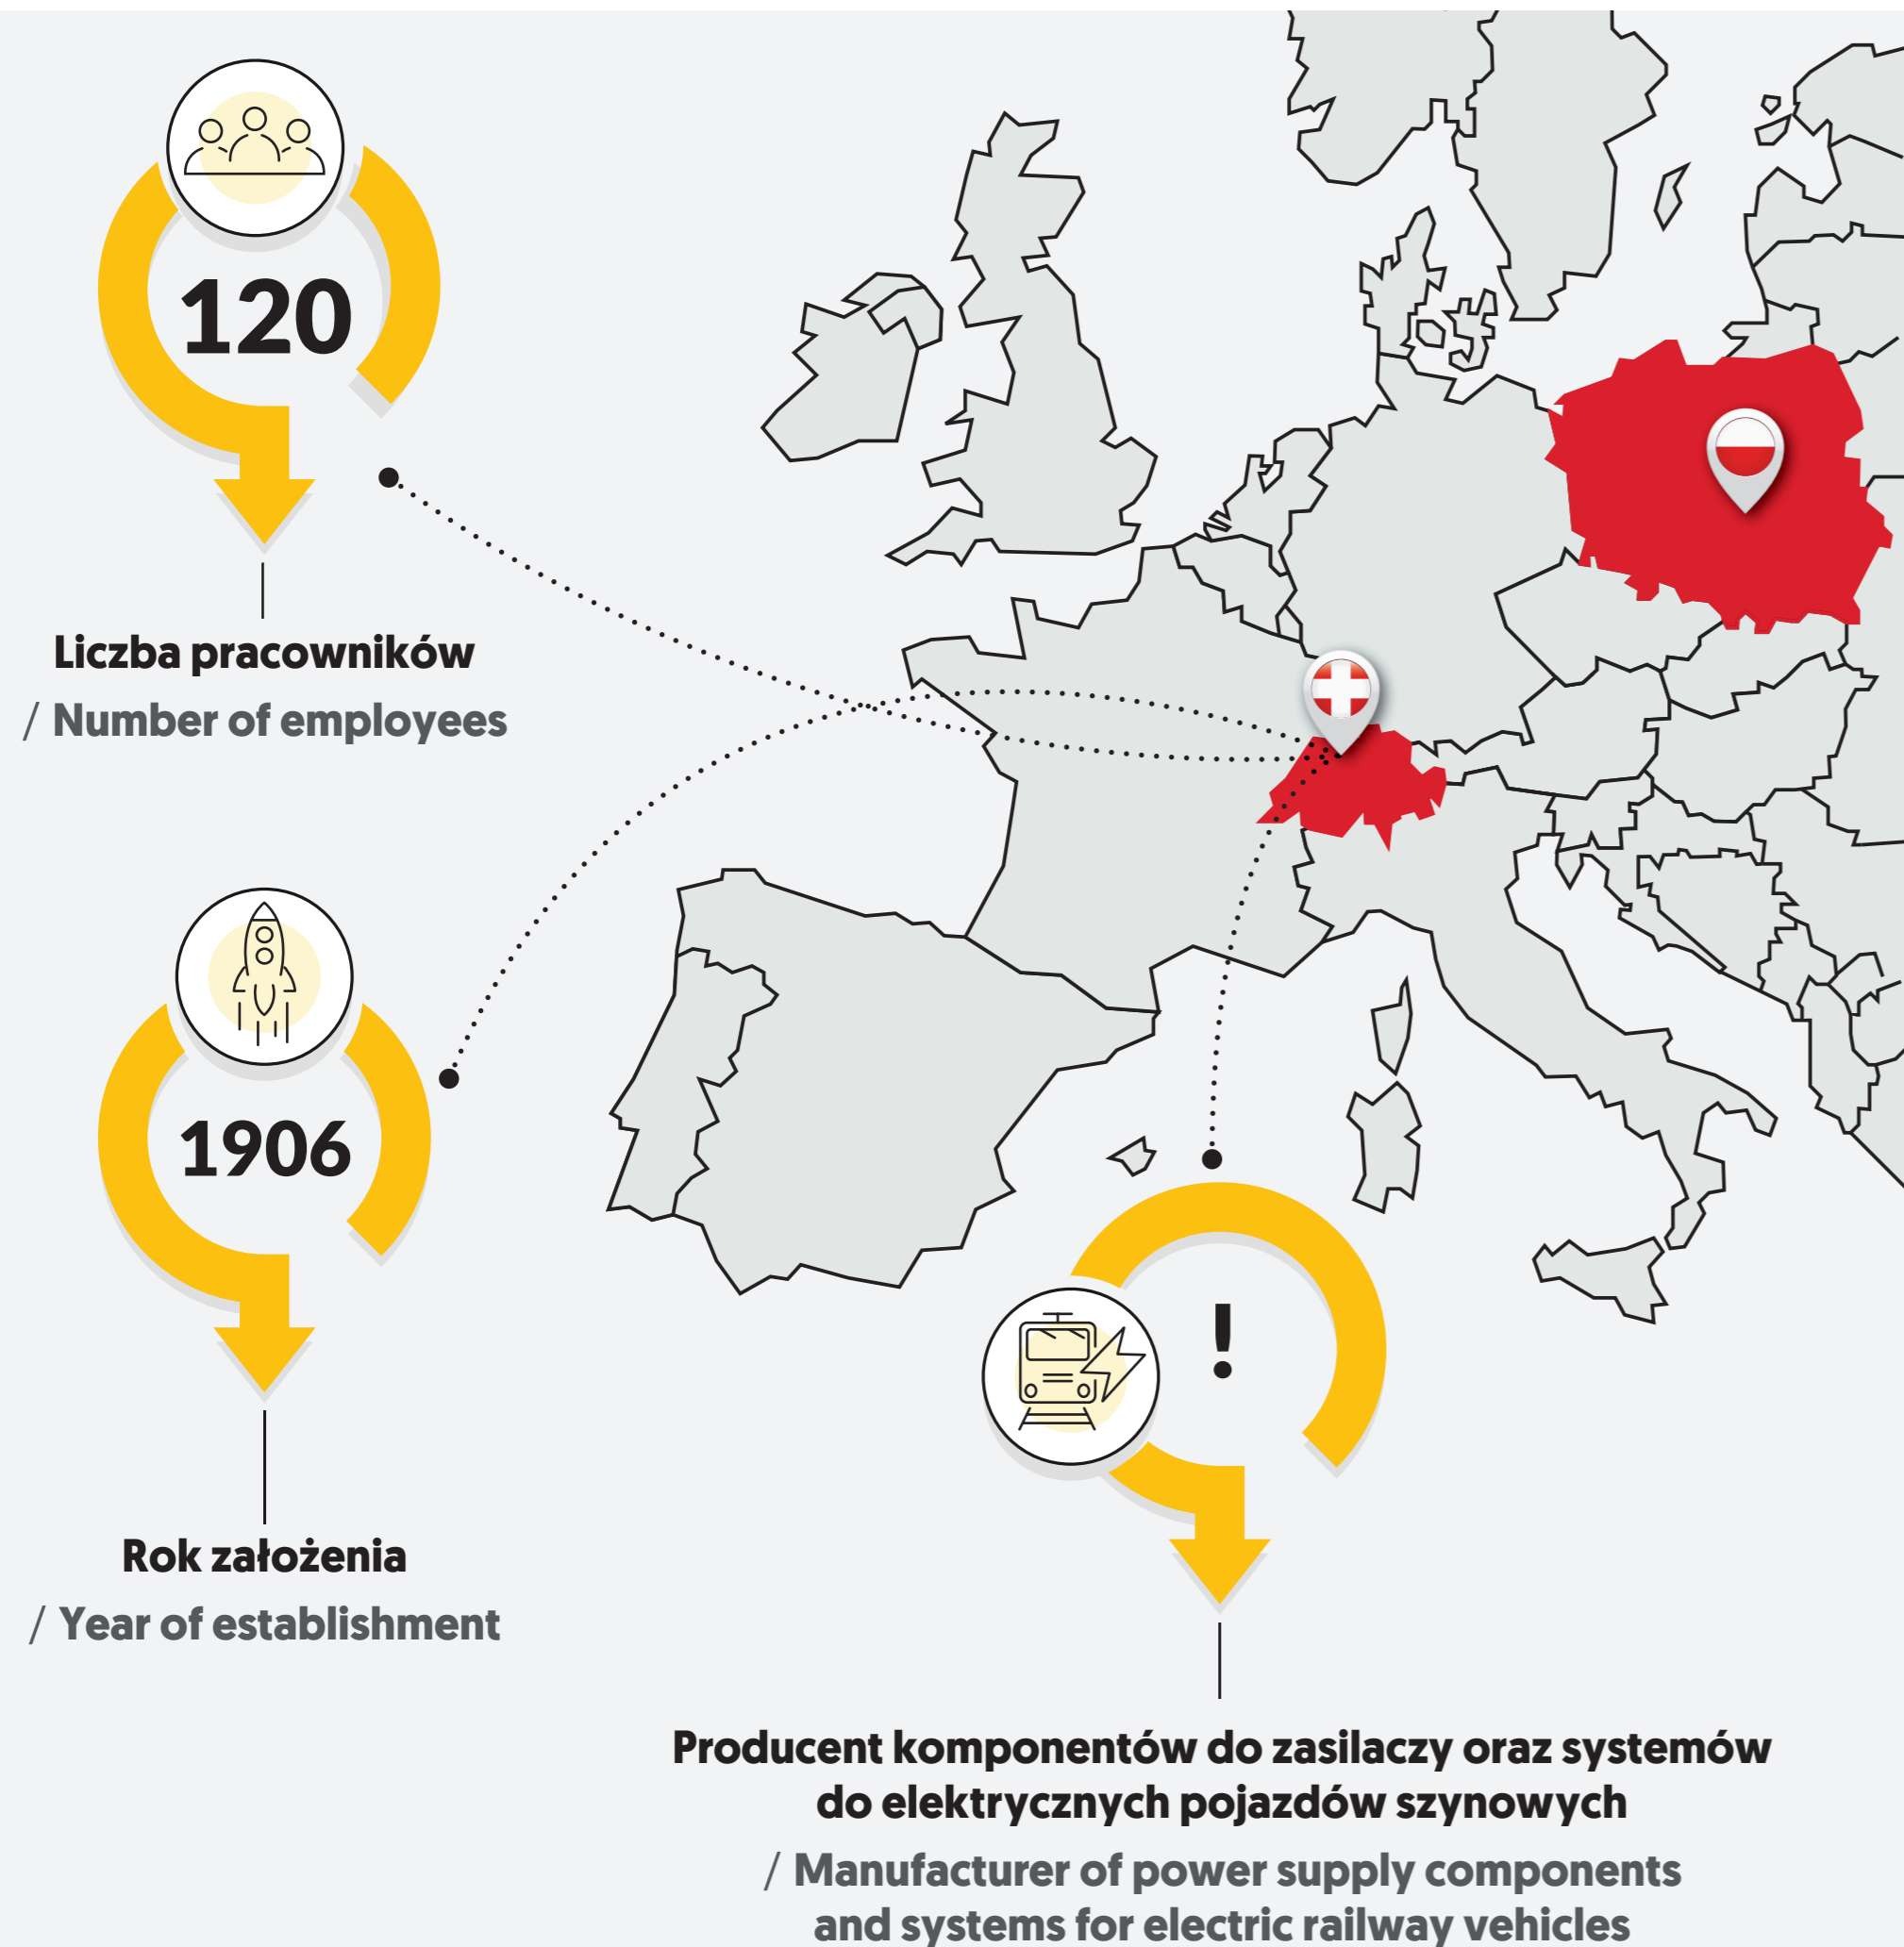 120
Liczba pracowników
/ Number of employees
1906
Rok założenia
/ Year of establishment
!
Producent komponentów do zasilaczy oraz systemów
do elektrycznych pojazdów szynowych
/ Manufacturer of power supply components
and systems for electric railway vehicles